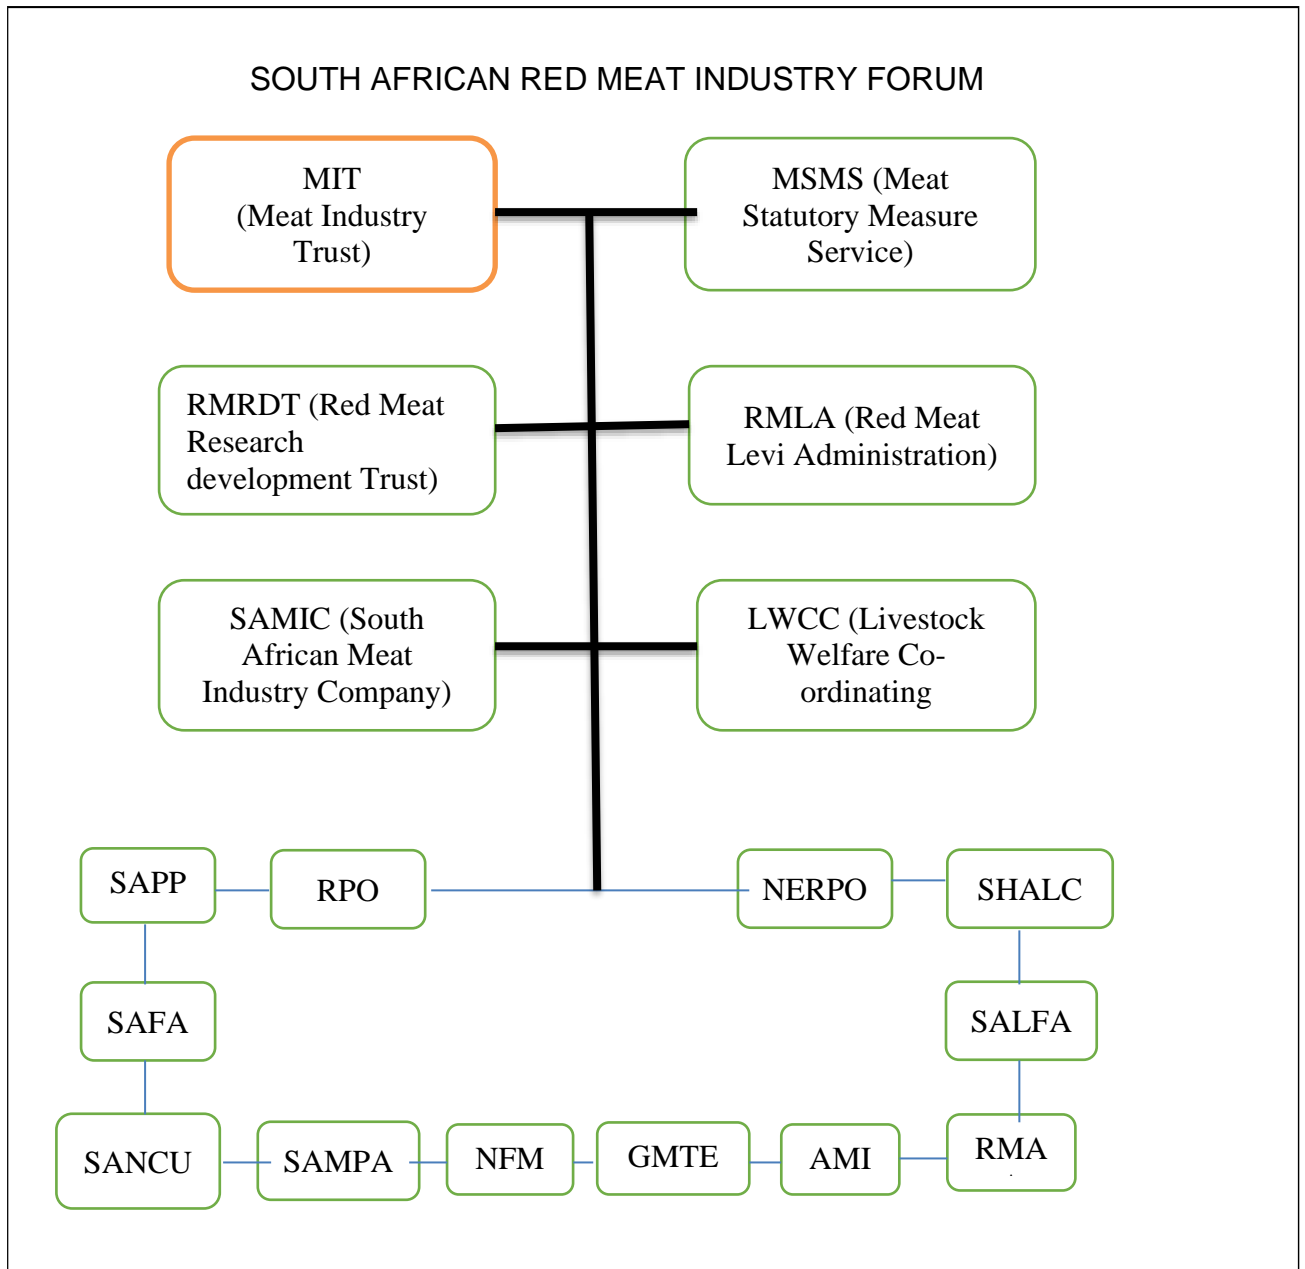 SOUTH AFRICAN RED MEAT INDUSTRY FORUM
MIT
(Meat Industry
Trust)
MSMS (Meat
Statutory Measure
Service)
RMRDT (Red Meat
Research
development Trust)
RMLA (Red Meat
Levi Administration)
SAMIC (South
African Meat
Industry Company)
LWCC (Livestock
Welfare Co-
ordinating
SAPP
RPO
NERPO
SHALC
SAFA
SALFA
SANCU
SAMPA
NFM
GMTE
AMI
RMA